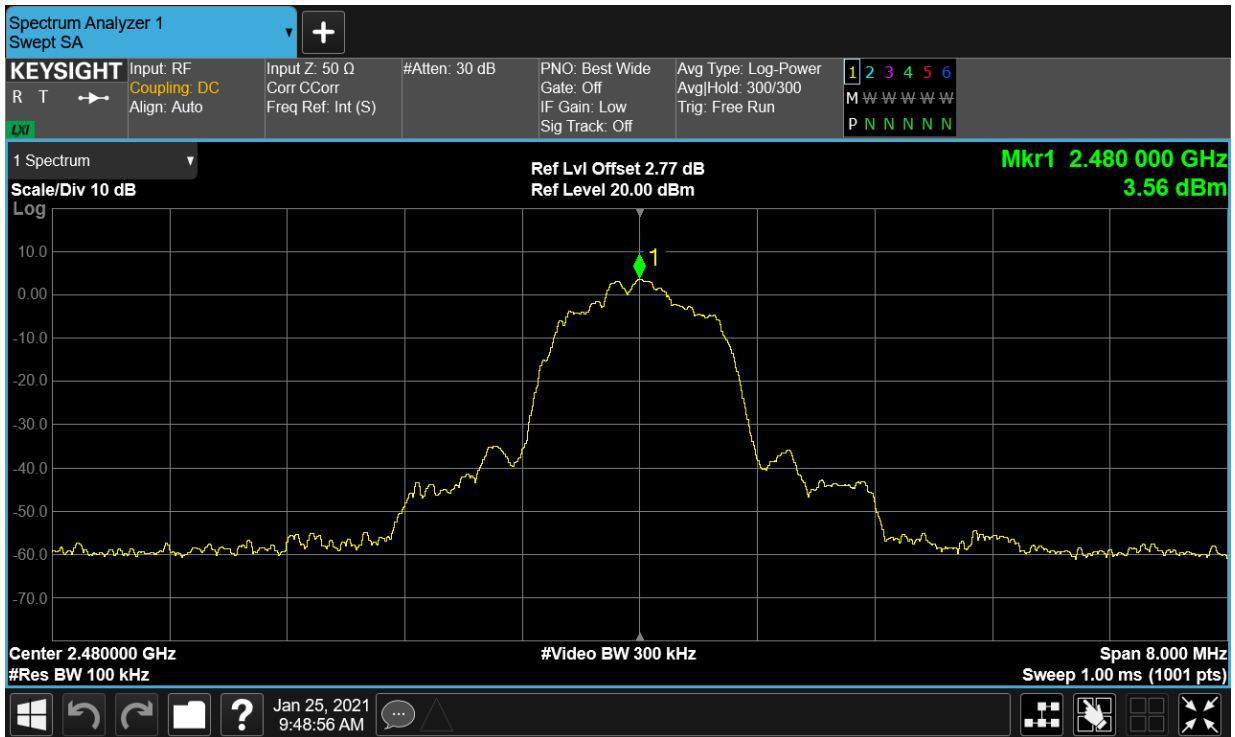 Spectrum Analyzer 1
Swept SA
KEYSIGHT
R T
LXI
Input: RF
Coupling: DC
Align: Auto
Input Z: 50 Ω
Corr CCorr
Freq Ref: Int (S)
#Atten: 30 dB
PNO: Best Wide
Gate: Off
IF Gain: Low
Sig Track: Off
Avg Type: Log-Power
Avg|Hold: 300/300
Trig: Free Run
1 2 3 4 5 6
M W W W W W
P N N N N N
1 Spectrum
Scale/Div 10 dB
Log
Ref Lvl Offset 2.77 dB
Ref Level 20.00 dBm
Mkr1 2.480 000 GHz
3.56 dBm
1
10.0
0.00
-10.0
-20.0
-30.0
-40.0
-50.0
-60.0
-70.0
Center 2.480000 GHz
#Res BW 100 kHz
#Video BW 300 kHz
Span 8.000 MHz
Sweep 1.00 ms (1001 pts)
?
Jan 25, 2021
9:48:56 AM